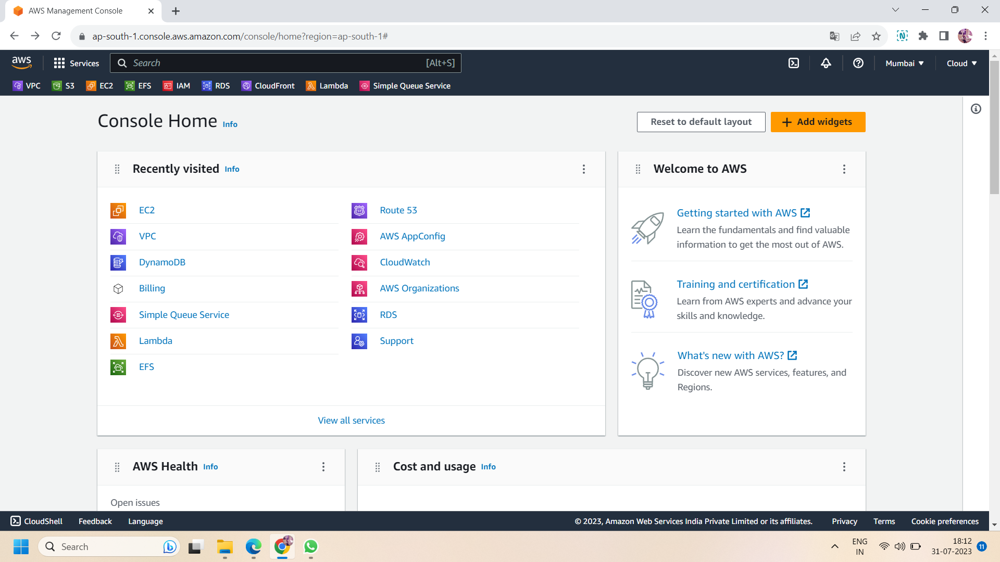 AWS Management Console
ap-south-1.console.aws.amazon.com/console/home?region=ap-south-1#
aws
Services
Search
[Alt+S]
Mumbai
Cloud
VPC
S3
EC2
EFS
IAM
RDS
CloudFront
Lambda
Simple Queue Service
Console Home
Info
Reset to default layout
Add widgets
Recently visited
Info
EC2
VPC
DynamoDB
Billing
Simple Queue Service
Lambda
EFS
Route 53
AWS AppConfig
CloudWatch
AWS Organizations
RDS
Support
View all services
Welcome to AWS
Getting started with AWS
Learn the fundamentals and find valuable
information to get the most out of AWS.
Training and certification
Learn from AWS experts and advance your
skills and knowledge.
What's new with AWS?
Discover new AWS services, features, and
Regions.
AWS Health
Info
Open issues
Cost and usage
Info
CloudShell
Feedback
Language
© 2023, Amazon Web Services India Private Limited or its affiliates.
Privacy
Terms
Cookie preferences
Search
ENG
IN
18:12
31-07-2023
11